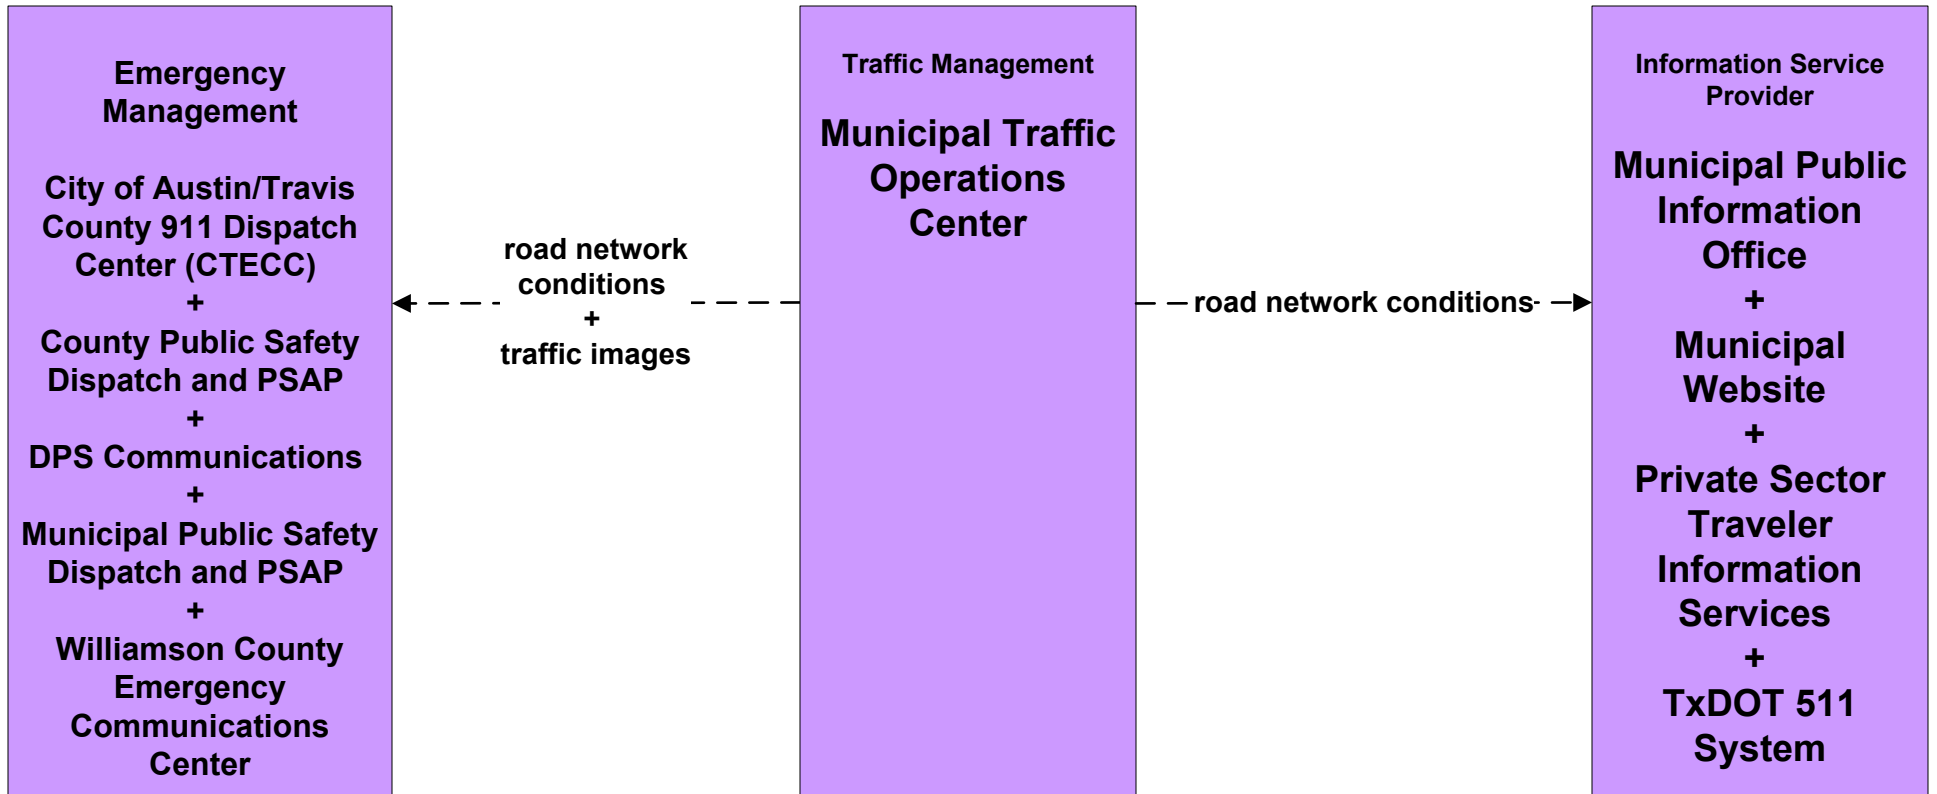 Emergency
Management
City of Austin/Travis
County 911 Dispatch
Center (CTECC)
+
County Public Safety
Dispatch and PSAP
+
DPS Communications
+
Municipal Public Safety
Dispatch and PSAP
+
Williamson County
Emergency
Communications
Center
road network
conditions
+
traffic images
Traffic Management
Municipal Traffic
Operations
Center
road network conditions
Information Service
Provider
Municipal Public
Information
Office
+
Municipal
Website
+
Private Sector
Traveler
Information
Services
+
TxDOT 511
System